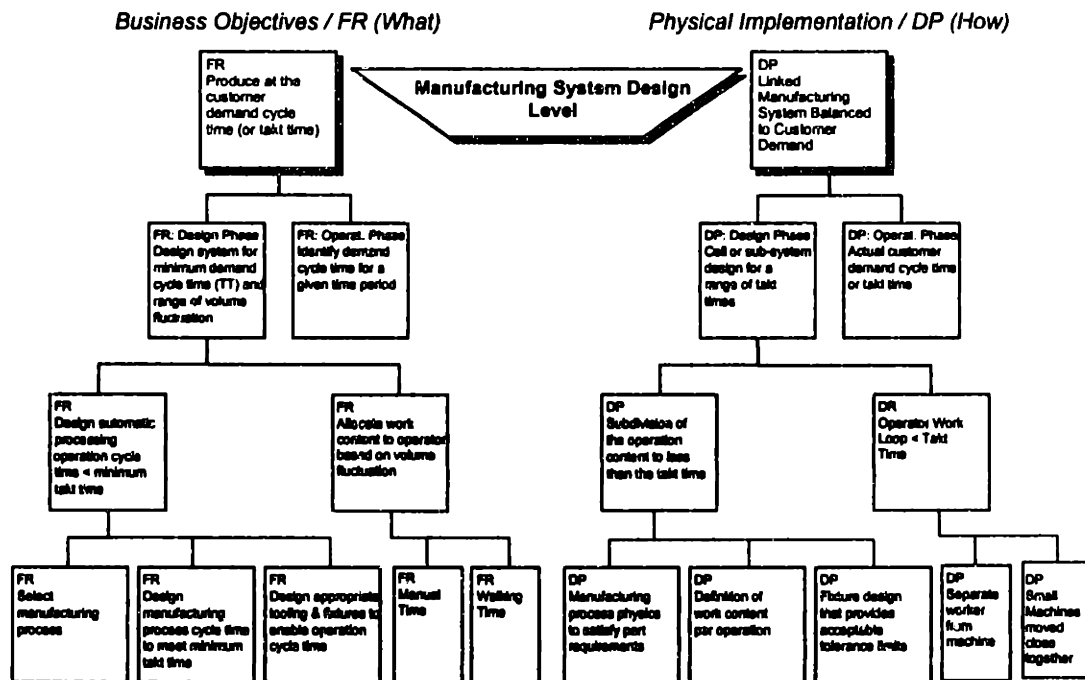 Business Objectives / FR (What)
Physical Implementation / DP (How)
Manufacturing System Design
Level
FR
Produce at the
customer
demand cycle
time (or takt time)
DP
Linked
Manufacturing
System Balanced
to Customer
Demand
FR: Design Phase
Design system for
minimum demand
cycle time (TT) and
range of volume
fluctuation
FR: Operat. Phase
Identify demand
cycle time for a
given time period
DP: Design Phase
Cell or sub-system
design for a
range of takt
times
DP: Operat. Phase
Actual customer
demand cycle time
or takt time
FR
Design automatic
processing
operation cycle
time < minimum
takt time
FR
Allocate work
content to operator
based on volume
fluctuation
DP
Subdivision of
the operation
content to less
than the takt time
DP
Operator Work
Loop < Takt
Time
FR
Select
manufacturing
process
FR
Design
manufacturing
process cycle time
to meet minimum
takt time
FR
Design appropriate
tooling & fixtures to
enable operation
cycle time
FR
Manual
Time
FR
Walking
Time
DP
Manufacturing
process physics
to satisfy part
requirements
DP
Definition of
work content
per operation
DP
Fixture design
that provides
acceptable
tolerance limits
DP
Separate
worker
from
machine
DP
Small
Machines
moved
close
together